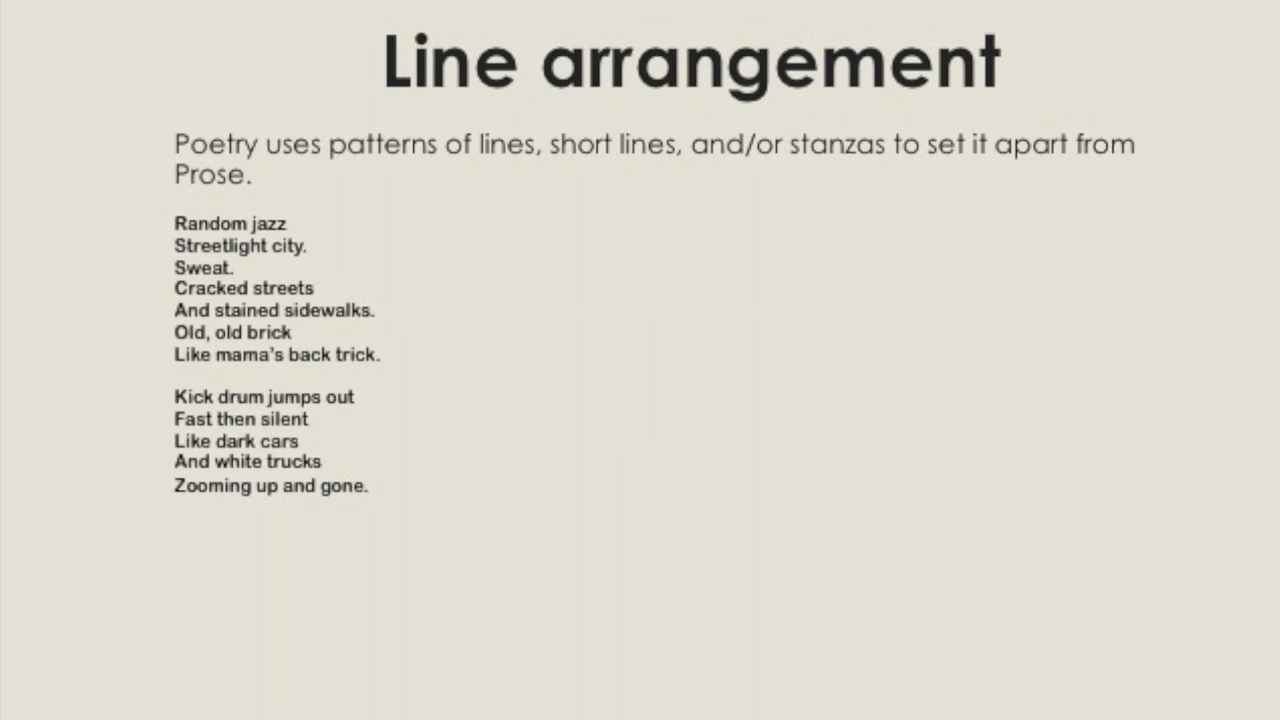 Line arrangement
Poetry uses patterns of lines, short lines, and/or stanzas to set it apart from
Prose.
Random jazz
Streetlight city.
Sweat.
Cracked streets
And stained sidewalks.
Old, old brick
Like mama's back trick.
Kick drum jumps out
Fast then silent
Like dark cars
And white trucks
Zooming up and gone.